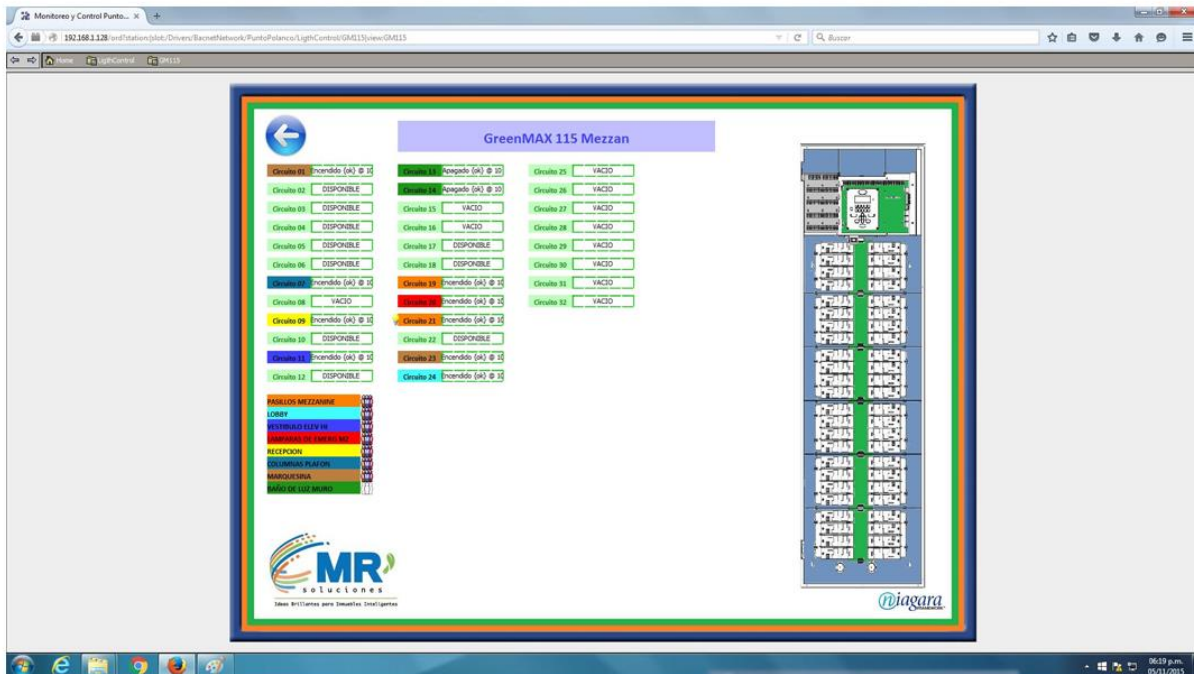 Monitoreo y Control Punto...
192.168.1.128/ord?station:|slot:/Drivers/BacnetNetwork/PuntoPolanco/LigthControl/GM115|view:GM115
Buscar
Home LigthControl GM115
GreenMAX 115 Mezzan
Circuito 01 Encendido {ok} @ 10 Circuito 13 Apagado {ok} @ 10 Circuito 25 VACIO
Circuito 02 DISPONIBLE Circuito 14 Apagado {ok} @ 10 Circuito 26 VACIO
Circuito 03 DISPONIBLE Circuito 15 VACIO Circuito 27 VACIO
Circuito 04 DISPONIBLE Circuito 16 VACIO Circuito 28 VACIO
Circuito 05 DISPONIBLE Circuito 17 DISPONIBLE Circuito 29 VACIO
Circuito 06 DISPONIBLE Circuito 18 DISPONIBLE Circuito 30 VACIO
Circuito 07 Encendido {ok} @ 10 Circuito 19 Encendido {ok} @ 10 Circuito 31 VACIO
Circuito 08 VACIO Circuito 20 Encendido {ok} @ 10 Circuito 32 VACIO
Circuito 09 Encendido {ok} @ 10 Circuito 21 Encendido {ok} @ 10
Circuito 10 DISPONIBLE Circuito 22 DISPONIBLE
Circuito 11 Encendido {ok} @ 10 Circuito 23 Encendido {ok} @ 10
Circuito 12 DISPONIBLE Circuito 24 Encendido {ok} @ 10
PASILLOS MEZZANINE
LOBBY
VESTIBULO ELEV HI
LAMPARAS DE EMERG MZ
RECEPCION
COLUMNAS PLAFON
MARQUESINA
BAÑO DE LUZ MURO
EMR
soluciones
Ideas Brillantes para Inmuebles Inteligentes
niagara
06:19 p.m.
05/11/2015